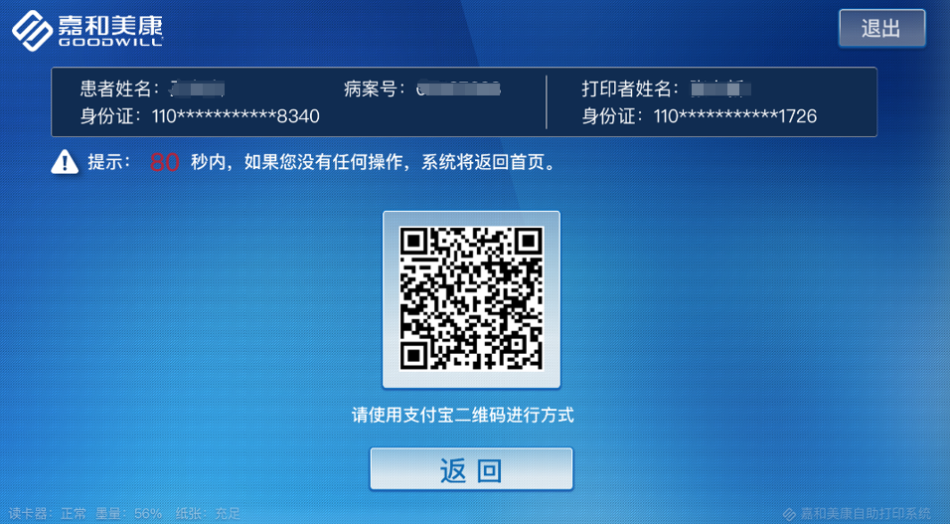 嘉和美康
GOODWILL
退出
患者姓名：
病案号：
打印者姓名：
身份证：110***********8340
身份证：110***********1726
提示：80 秒内，如果您没有任何操作，系统将返回首页。
请使用支付宝二维码进行方式
返回
读卡器：正常 墨量：56% 纸张：充足
嘉和美康自助打印系统